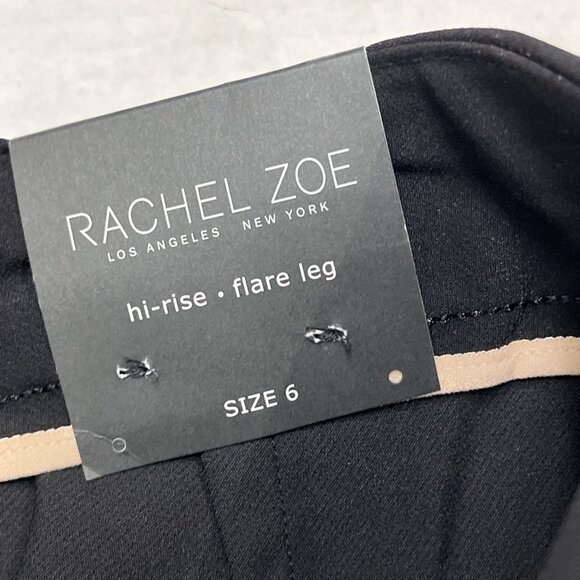 RACHEL ZOE
LOS ANGELES NEW YORK
hi-rise • flare leg
SIZE 6